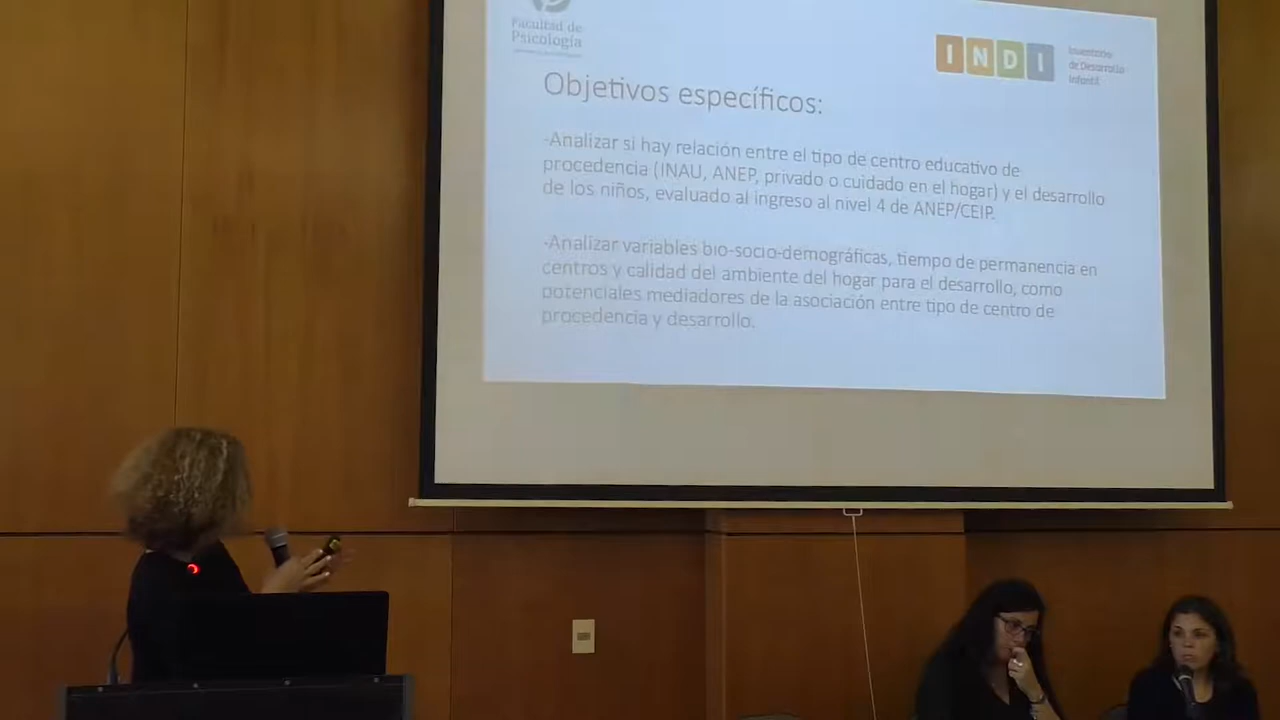 Facultad de
Psicología
I N D I
Inventario
de Desarrollo
Infantil
Objetivos específicos:
-Analizar si hay relación entre el tipo de centro educativo de
procedencia (INAU, ANEP, privado o cuidado en el hogar) y el desarrollo
de los niños, evaluado al ingreso al nivel 4 de ANEP/CEIP.
-Analizar variables bio-socio-demográficas, tiempo de permanencia en
centros y calidad del ambiente del hogar para el desarrollo, como
potenciales mediadores de la asociación entre tipo de centro de
procedencia y desarrollo.